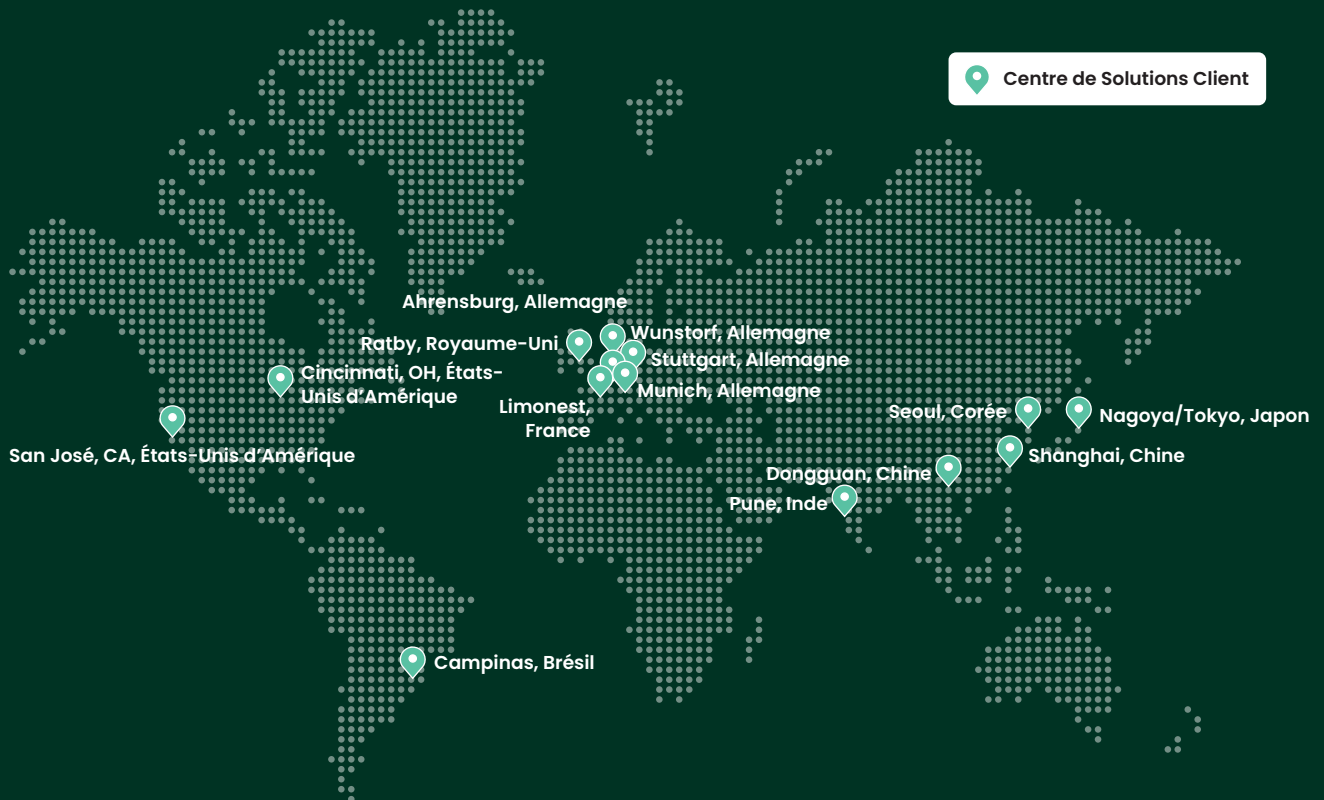 Centre de Solutions Client
Ahrensburg, Allemagne
Wunstorf, Allemagne
Ratby, Royaume-Uni
Stuttgart, Allemagne
Cincinnati, OH, États-
Unis d’Amérique
Munich, Allemagne
Limonest,
France
Seoul, Corée
Nagoya/Tokyo, Japon
San José, CA, États-Unis d’Amérique
Shanghai, Chine
Dongguan, Chine
Pune, Inde
Campinas, Brésil